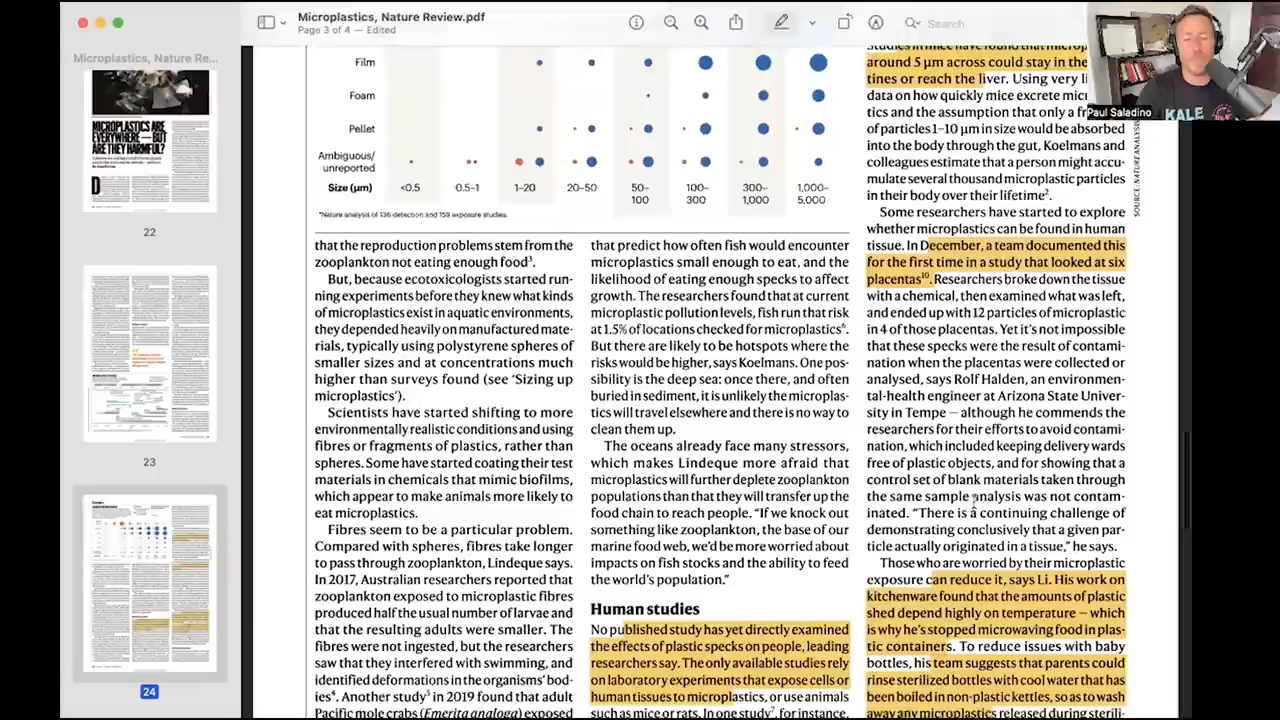 Microplastics, Nature Review.pdf
Page 3 of 4 — Edited
Search
Microplastics, Nature Re...
MICROPLASTICS ARE
EVERYWHERE — BUT
ARE THEY HARMFUL?
22
23
24
Paul Saladino
KALE
Film
Foam
Pellet
Ambiguous/
unreported
Size (µm) <0.5 0.5–1 1–20 20–50 50–100 100–300 300–1,000 1,000–5,000
*Nature analysis of 136 detection and 159 exposure studies.
SOURCE: NATURE ANALYSIS
that the reproduction problems stem from the
zooplankton not eating enough food3.
But, because ecotoxicologists started run-
ning experiments before they knew what kinds
of microplastics exist in aquatic environments,
they depended heavily on manufactured mate-
rials, typically using polystyrene spheres of
smaller sizes and at concentrations much
higher than surveys found (see ‘Sizing up
microplastics’).
Scientists have started shifting to more
environmentally realistic conditions and using
fibres or fragments of plastics, rather than
spheres. Some have started coating their test
materials in chemicals that mimic biofilms,
which appear to make animals more likely to
eat microplastics.
Fibres seem to be a particular problem.
Compared with spheres, fibres take longer
to pass through zooplankton, Lindeque says.
In 2017, Australian researchers reported that
zooplankton exposed to microplastic fibres
produced half the usual number of larvae and
that the resulting adults were smaller. The
fibres were not ingested, but the researchers
saw that they interfered with swimming, and
identified deformations in the organisms’ bod-
ies4. Another study5 in 2019 found that adult
Pacific mole crabs (Emerita analoga) exposed
that predict how often fish would encounter
microplastics small enough to eat, and the
likelihood of eating enough specks to affect
growth. The researchers found that at current
microplastic pollution levels, fish run that risk
at 1.5% of locations checked for microplastics6.
But there are likely to be hotspots where the
risks would be higher, says Koelmans. One pos-
sibility is the deep sea: once there, and often
buried in sediment, it is unlikely the microplas-
tics will travel elsewhere and there is no way to
clean them up.
The oceans already face many stressors,
which makes Lindeque more afraid that
microplastics will further deplete zooplankton
populations than that they will transfer up the
food chain to reach people. “If we knock out
something like zooplankton, the base of our
marine food web, we’d be more worried about
impacts on fish stocks and the ability to feed
the world’s population.”
Human studies
No published study has yet directly examined
the effects of plastic specks on people, leading
researchers say. The only available studies rely
on laboratory experiments that expose cells or
human tissues to microplastics, or use animals
such as mice or rats. In one study7, for instance,
Studies in mice have found that microp
around 5 µm across could stay in the
tines or reach the liver. Using very li
data on how quickly mice excrete micr
tics and the assumption that only a fr
of particles 1–10 µm in size would be absorbed
into the body through the gut, Koelmans and
colleagues estimate that a person might accu-
mulate several thousand microplastic particles
in their body over their lifetime2.
Some researchers have started to explore
whether microplastics can be found in human
tissue. In December, a team documented this
for the first time in a study that looked at six
placentas10. Researchers broke down the tissue
with a chemical, then examined what was left,
and ended up with 12 particles of microplastic
in 4 of those placentas. Yet it’s not impossible
that these specks were the result of contami-
nation when the placentas were collected or
analysed, says Rolf Halden, an environmen-
tal-health engineer at Arizona State Univer-
sity in Tempe — although he commends the
researchers for their efforts to avoid contami-
nation, which included keeping delivery wards
free of plastic objects, and for showing that a
control set of blank materials taken through
the same sample analysis was not contam-
inated. “There is a continuing challenge of
demonstrating conclusively that a given par-
ticle actually originated in a tissue,” he says.
Those who are worried by their microplastic
exposure can reduce it, says Li. His work on
kitchenware found that the amounts of plastic
shed depend highly on temperature — which
is why he’s stopped microwaving food in plas-
tic containers. To reduce issues with baby
bottles, his team suggests that parents could
rinse sterilized bottles with cool water that has
been boiled in non-plastic kettles, so as to wash
away any microplastics released during sterili-